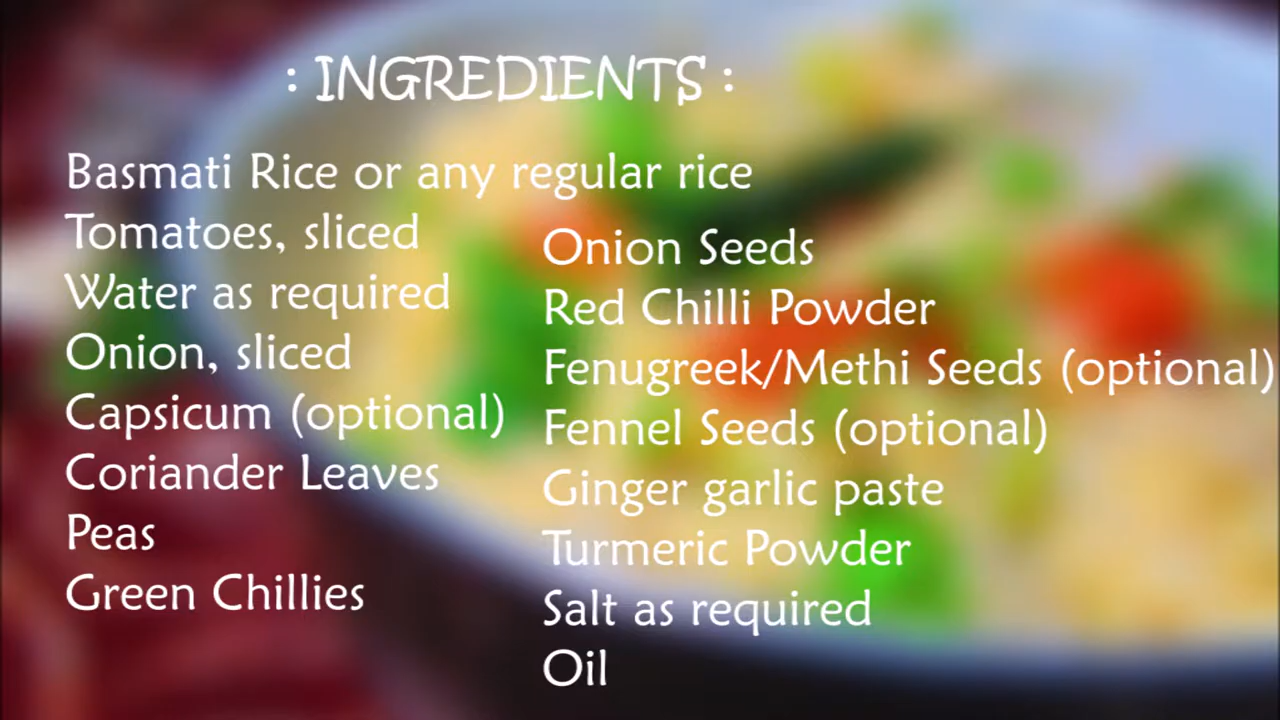 : INGREDIENTS :
Basmati Rice or any regular rice
Tomatoes, sliced
Water as required
Onion, sliced
Capsicum (optional)
Coriander Leaves
Peas
Green Chillies
Onion Seeds
Red Chilli Powder
Fenugreek/Methi Seeds (optional)
Fennel Seeds (optional)
Ginger garlic paste
Turmeric Powder
Salt as required
Oil